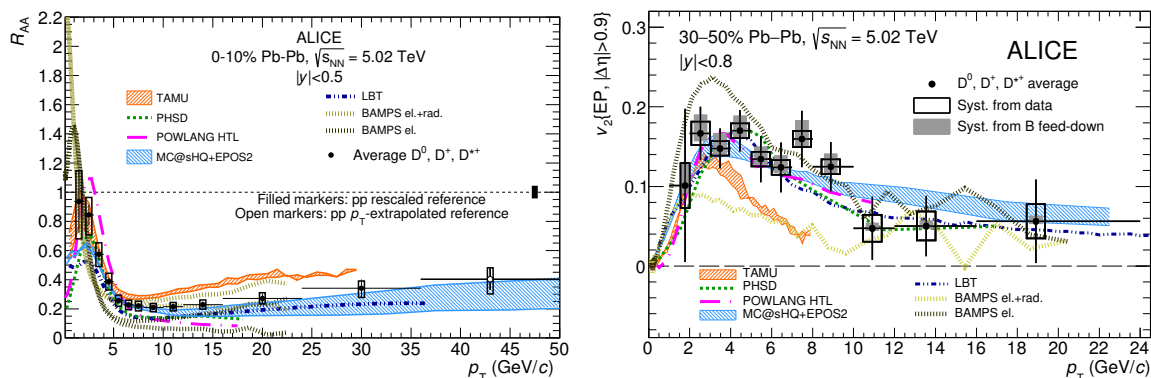 R_AA
2.2
2
1.8
1.6
1.4
1.2
1
0.8
0.6
0.4
0.2
0
ALICE
0-10% Pb-Pb, √s_NN = 5.02 TeV
|y|<0.5
TAMU
PHSD
POWLANG HTL
MC@sHQ+EPOS2
LBT
BAMPS el.+rad.
BAMPS el.
Average D⁰, D⁺, D*⁺
Filled markers: pp rescaled reference
Open markers: pp p_T-extrapolated reference
5 10 15 20 25 30 35 40 45 50
p_T (GeV/c)
v₂{EP, |Δη|>0.9}
0.3
0.2
0.1
0
30–50% Pb–Pb, √s_NN = 5.02 TeV
|y|<0.8
ALICE
D⁰, D⁺, D*⁺ average
Syst. from data
Syst. from B feed-down
TAMU
PHSD
POWLANG HTL
MC@sHQ+EPOS2
LBT
BAMPS el.+rad.
BAMPS el.
0 2 4 6 8 10 12 14 16 18 20 22 24
p_T (GeV/c)